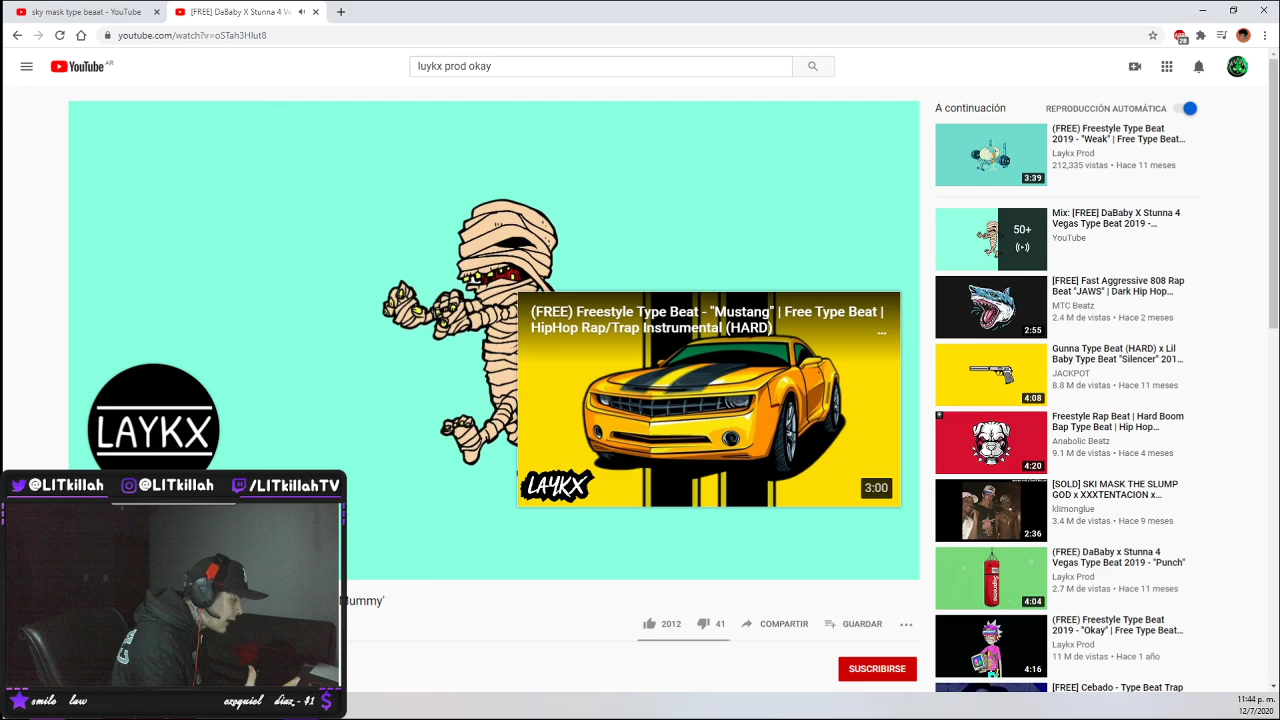 sky mask type beaat - YouTube
[FREE] DaBaby X Stunna 4 Ve
youtube.com/watch?v=oSTah3HIut8
28
YouTube AR
luykx prod okay
A continuación
REPRODUCCIÓN AUTOMÁTICA
(FREE) Freestyle Type Beat
2019 - "Weak" | Free Type Beat...
Laykx Prod
212,335 vistas • Hace 11 meses
3:39
Mix: [FREE] DaBaby X Stunna 4
Vegas Type Beat 2019 -...
YouTube
50+
[FREE] Fast Aggressive 808 Rap
Beat "JAWS" | Dark Hip Hop...
MTC Beatz
2.4 M de vistas • Hace 2 meses
2:55
Gunna Type Beat (HARD) x Lil
Baby Type Beat "Silencer" 201...
JACKPOT
8.8 M de vistas • Hace 11 meses
4:08
Freestyle Rap Beat | Hard Boom
Bap Type Beat | Hip Hop...
Anabolic Beatz
9.1 M de vistas • Hace 4 meses
4:20
[SOLD] SKI MASK THE SLUMP
GOD x XXXTENTACION x...
klimonglue
3.4 M de vistas • Hace 9 meses
2:36
(FREE) DaBaby x Stunna 4
Vegas Type Beat 2019 - "Punch"
Laykx Prod
2.7 M de vistas • Hace 11 meses
4:04
(FREE) Freestyle Type Beat
2019 - "Okay" | Free Type Beat...
Laykx Prod
11 M de vistas • Hace 1 año
4:16
[FREE] Cebado - Type Beat Trap
(FREE) Freestyle Type Beat - "Mustang" | Free Type Beat |
HipHop Rap/Trap Instrumental (HARD)
LAYKX
3:00
LAYKX
Mummy'
2012
41
COMPARTIR
GUARDAR
SUSCRIBIRSE
@LITkillah @LITkillah /LITkillahTV
smile law ezequiel diaz - $1
11:44 p. m.
12/7/2020